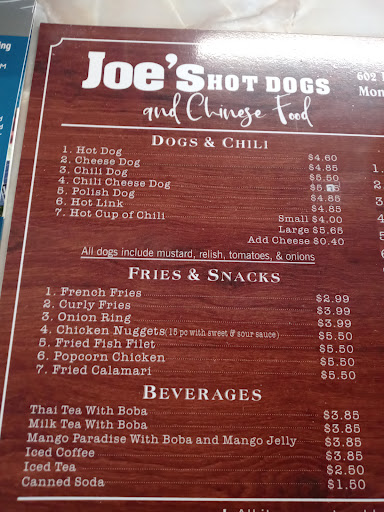 Joe's HOT DOGS
and Chinese Food
602
Mon
DOGS & CHILI
1. Hot Dog $4.60
2. Cheese Dog $4.85
3. Chili Dog $5.50
4. Chili Cheese Dog
5. Polish Dog $4.85
6. Hot Link $4.85
7. Hot Cup of Chili Small $4.00
Large $5.65
Add Cheese $0.40
All dogs include mustard, relish, tomatoes, & onions
FRIES & SNACKS
1. French Fries $2.99
2. Curly Fries $3.99
3. Onion Ring $3.99
4. Chicken Nuggets (15 pc with sweet & sour sauce) $5.50
5. Fried Fish Filet $5.50
6. Popcorn Chicken $5.50
7. Fried Calamari $5.50
BEVERAGES
Thai Tea With Boba $3.85
Milk Tea With Boba $3.85
Mango Paradise With Boba and Mango Jelly $3.85
Iced Coffee $3.85
Iced Tea $2.50
Canned Soda $1.50